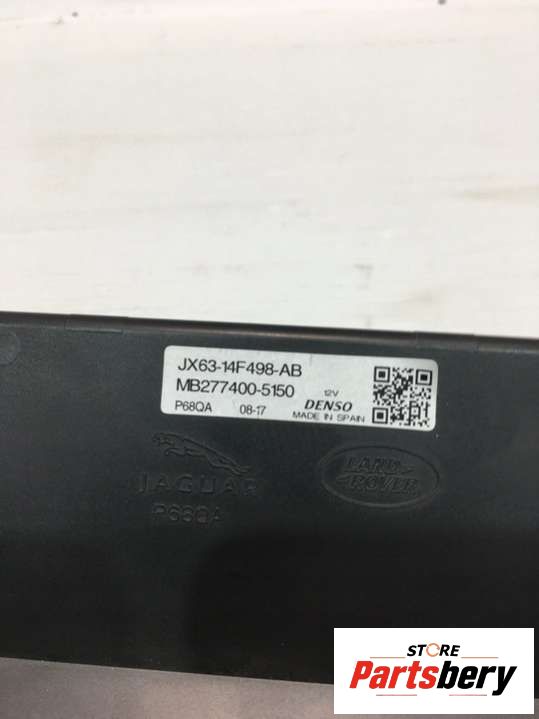 JX63-14F498-AB
MB277400-5150
12V
P68QA 08-17 DENSO
MADE IN SPAIN
JAGUAR
LAND
ROVER
P68QA
STORE
Partsbery